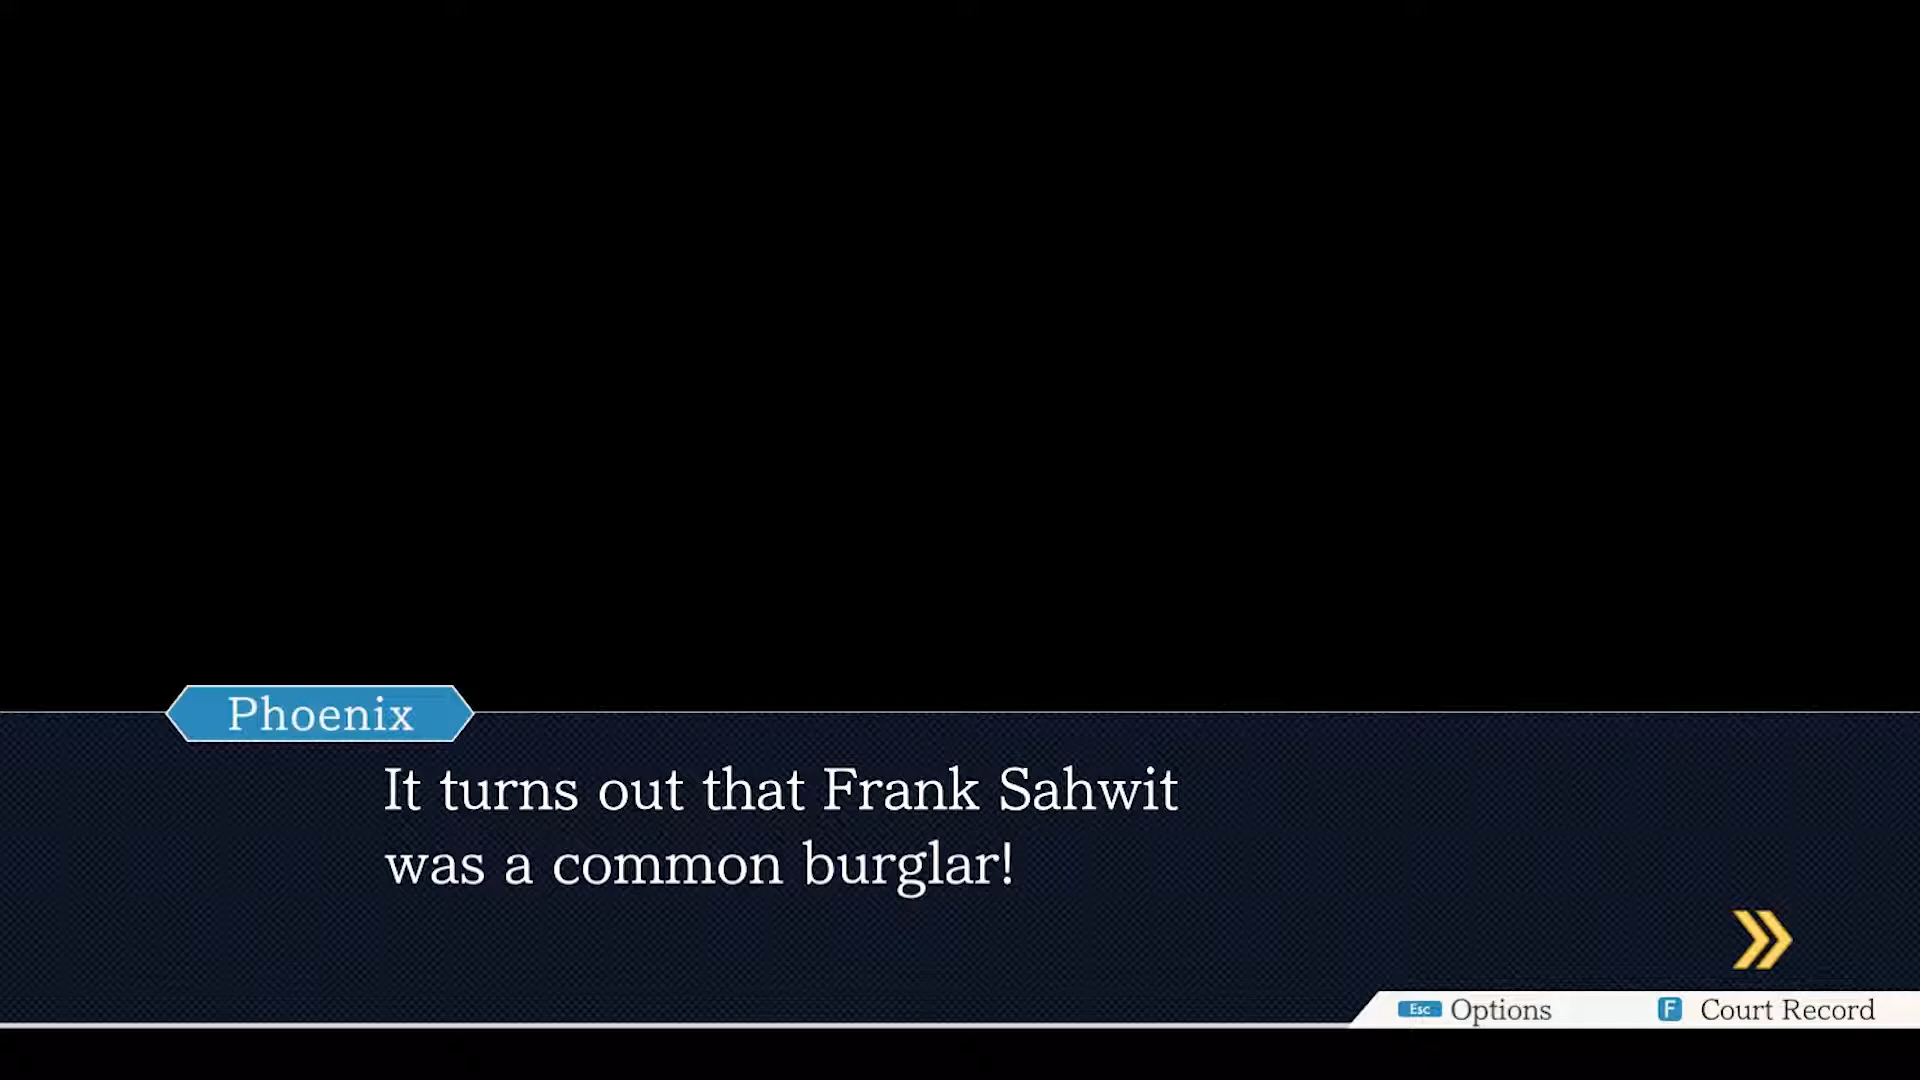 Phoenix
It turns out that Frank Sahwit
was a common burglar!
Esc Options F Court Record